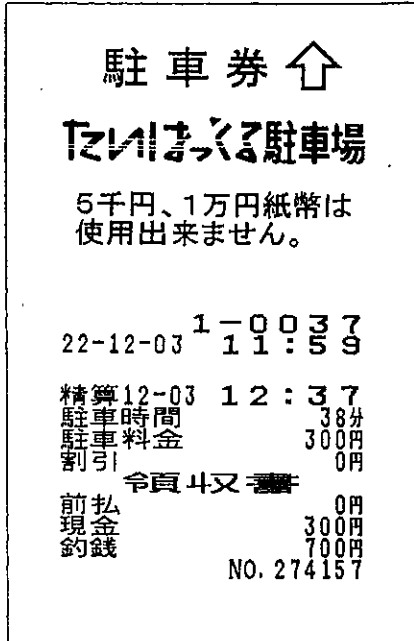 駐車券⇧
たいはっくる駐車場
5千円、1万円紙幣は
使用出来ません。
1-0037
22-12-03 11:59
精算12-03 12:37
駐車時間 38分
駐車料金 300円
割引 0円
領収書
前払 0円
現金 300円
釣銭 700円
NO.274157